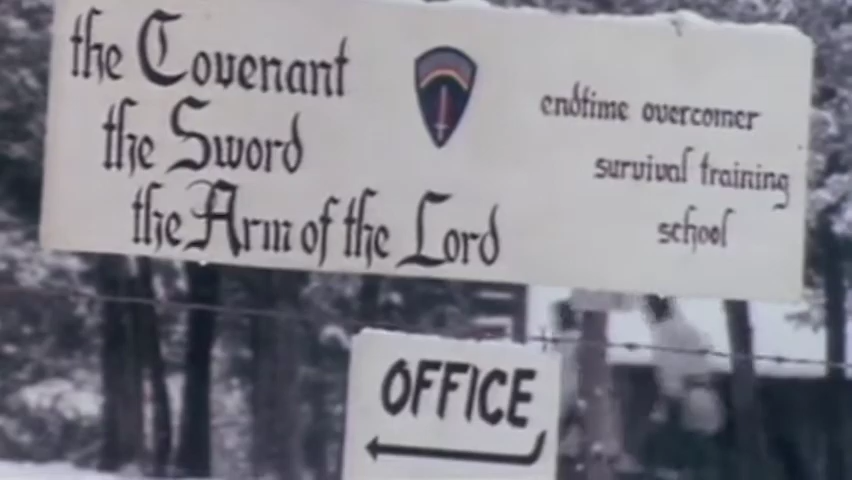 the Covenant
the Sword
the Arm of the Lord
endtime overcomer
survival training
school
OFFICE